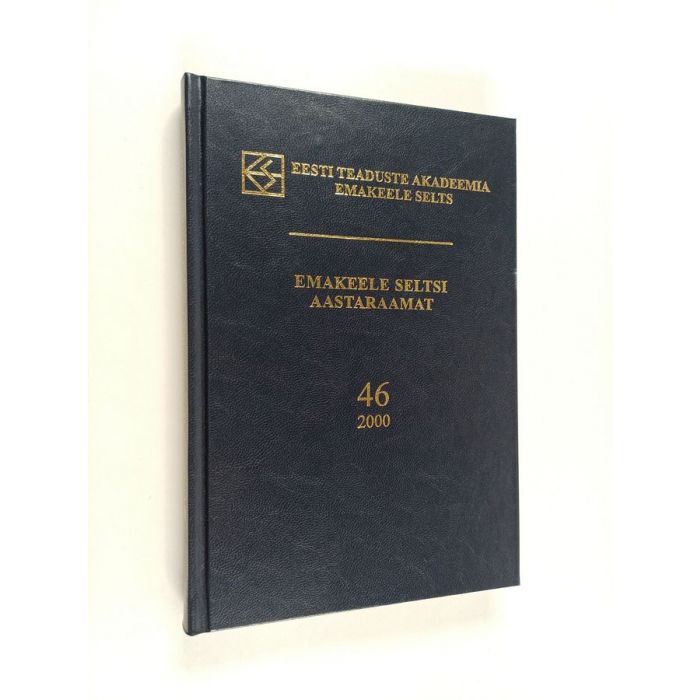 EESTI TEADUSTE AKADEEMIA
EMAKEELE SELTS
EMAKEELE SELTSI
AASTARAAMAT
46
2000